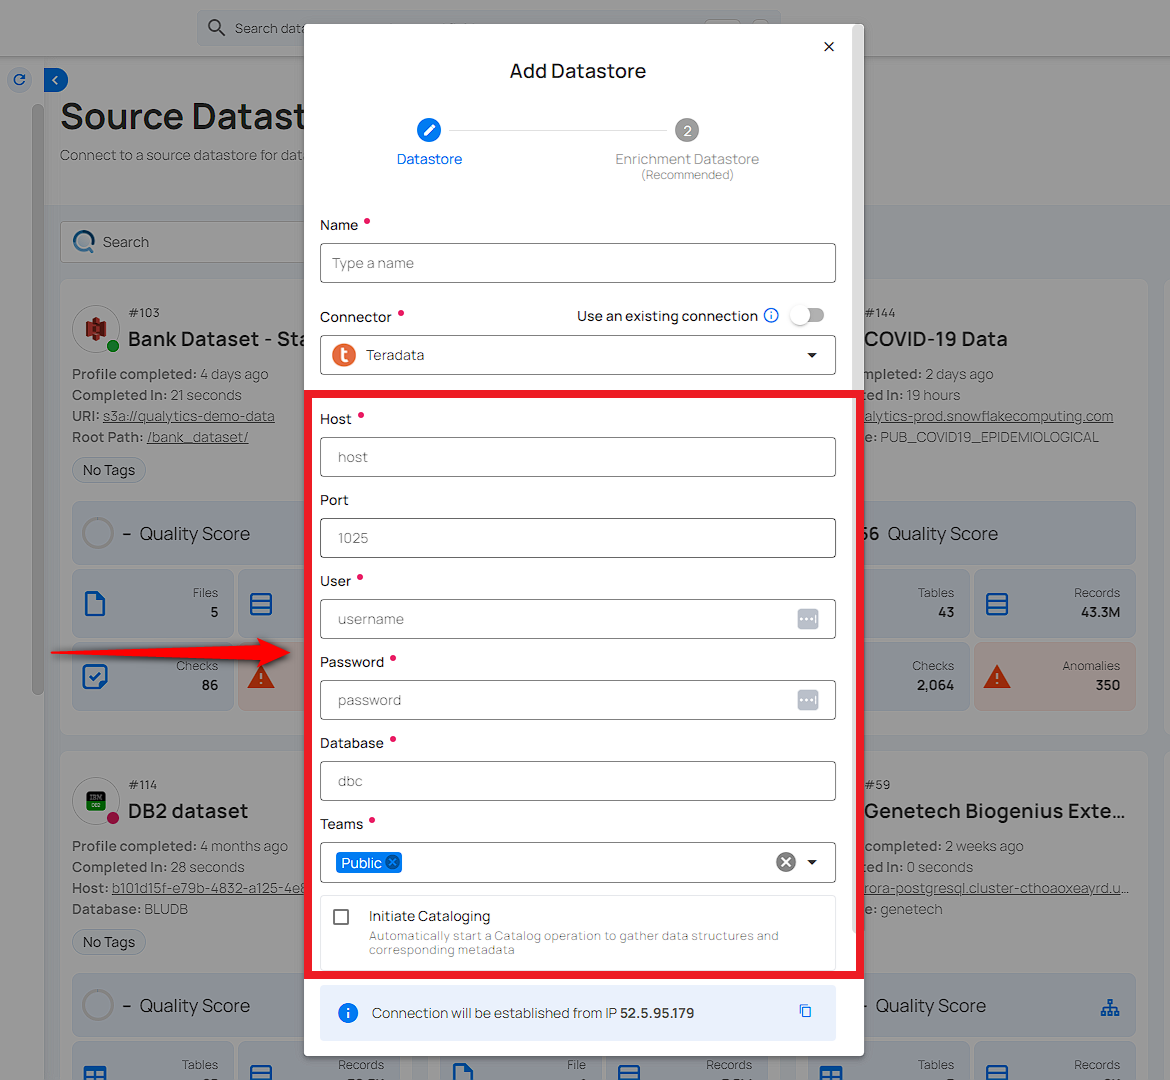 Search data
Source Datast
Connect to a source datastore for dat
Search
#103
Bank Dataset - Sta
Profile completed: 4 days ago
Completed In: 21 seconds
URI: s3a://qualytics-demo-data
Root Path: /bank_dataset/
No Tags
– Quality Score
Files
5
Checks
86
#114
DB2 dataset
Profile completed: 4 months ago
Completed In: 28 seconds
Host: b101d15f-e79b-4832-a125-4e8
Database: BLUDB
No Tags
– Quality Score
Tables
Records
Add Datastore
2
Datastore
Enrichment Datastore
(Recommended)
Name
Type a name
Connector
Use an existing connection
Teradata
Host
host
Port
1025
User
username
Password
password
Database
dbc
Teams
Public
Initiate Cataloging
Automatically start a Catalog operation to gather data structures and
corresponding metadata
Connection will be established from IP 52.5.95.179
File
Records
#144
COVID-19 Data
mpleted: 2 days ago
ed In: 19 hours
alytics-prod.snowflakecomputing.com
e: PUB_COVID19_EPIDEMIOLOGICAL
56 Quality Score
Tables
43
Records
43.3M
Checks
2,064
Anomalies
350
#59
Genetech Biogenius Exte...
completed: 2 weeks ago
ed In: 0 seconds
rora-postgresql.cluster-cthoaoxeayrd.u...
e: genetech
- Quality Score
Tables
Records